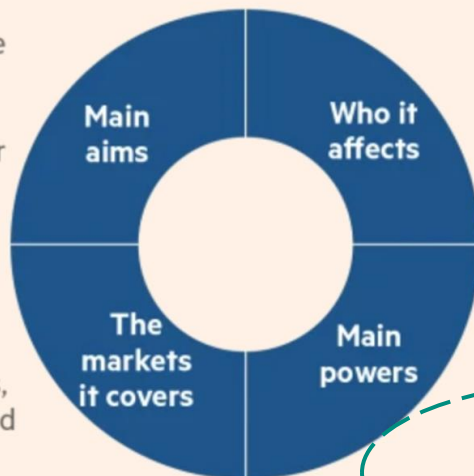 Main
aims
Who it
affects
The
markets
it covers
Main
powers